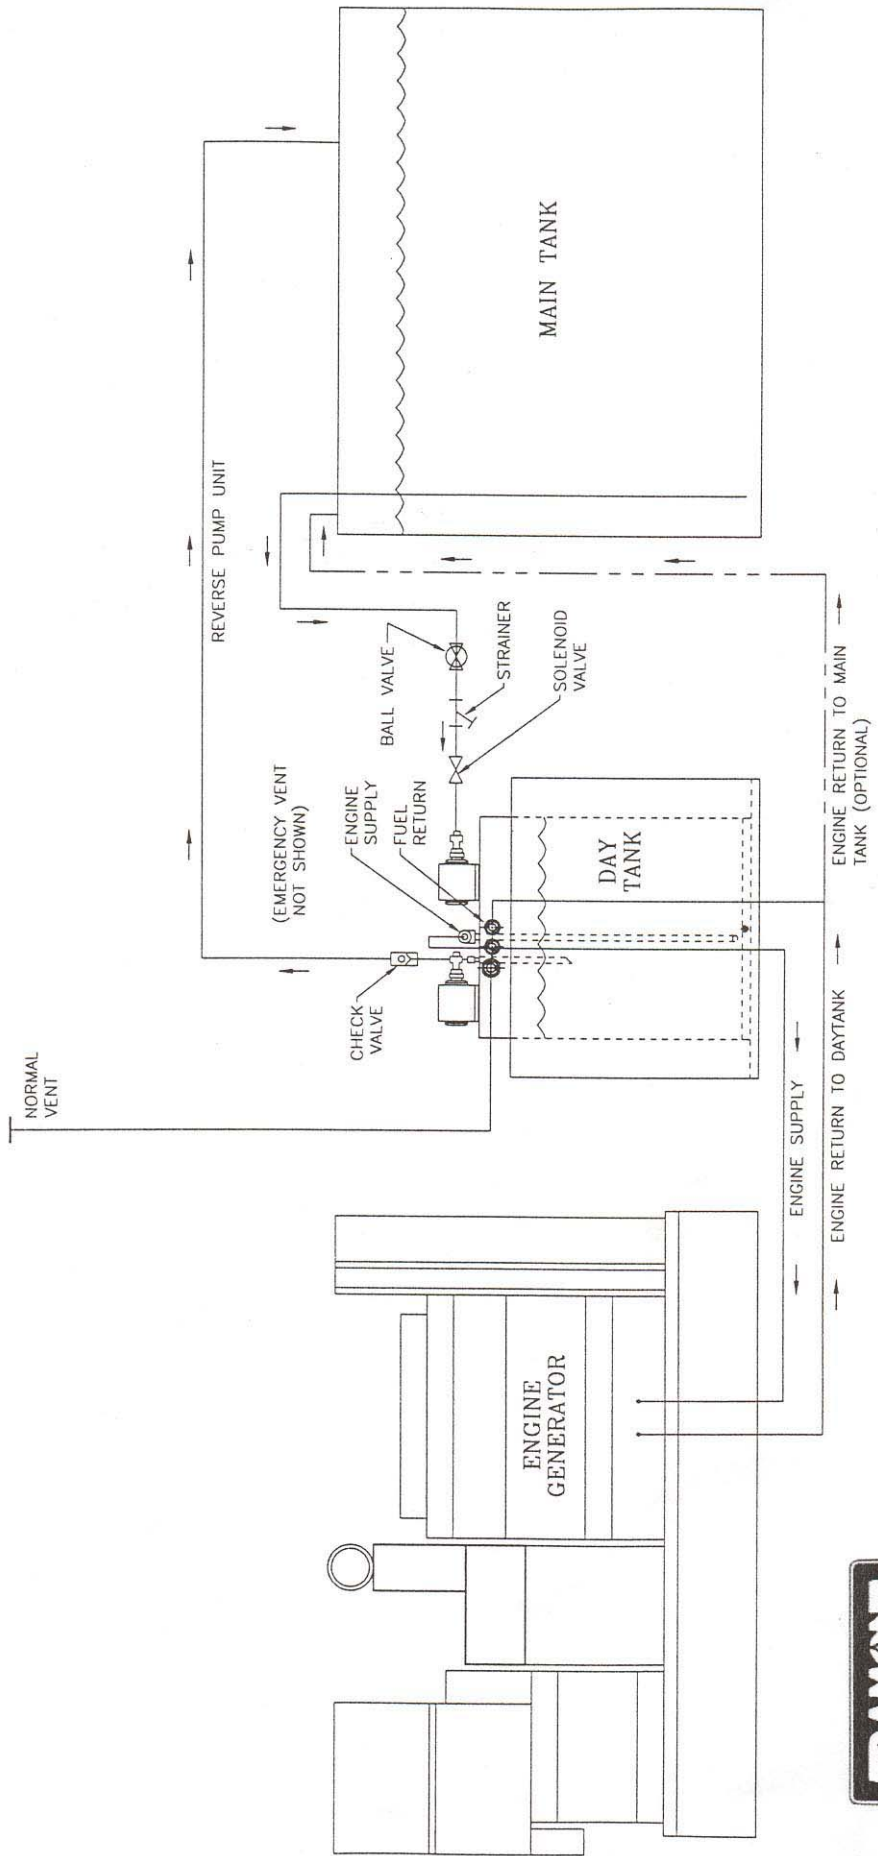 NORMAL
VENT
REVERSE PUMP UNIT
(EMERGENCY VENT
NOT SHOWN)
CHECK
VALVE
ENGINE
SUPPLY
FUEL
RETURN
BALL VALVE
STRAINER
SOLENOID
VALVE
MAIN TANK
DAY
TANK
ENGINE
GENERATOR
ENGINE SUPPLY
ENGINE RETURN TO DAYTANK
ENGINE RETURN TO MAIN
TANK (OPTIONAL)